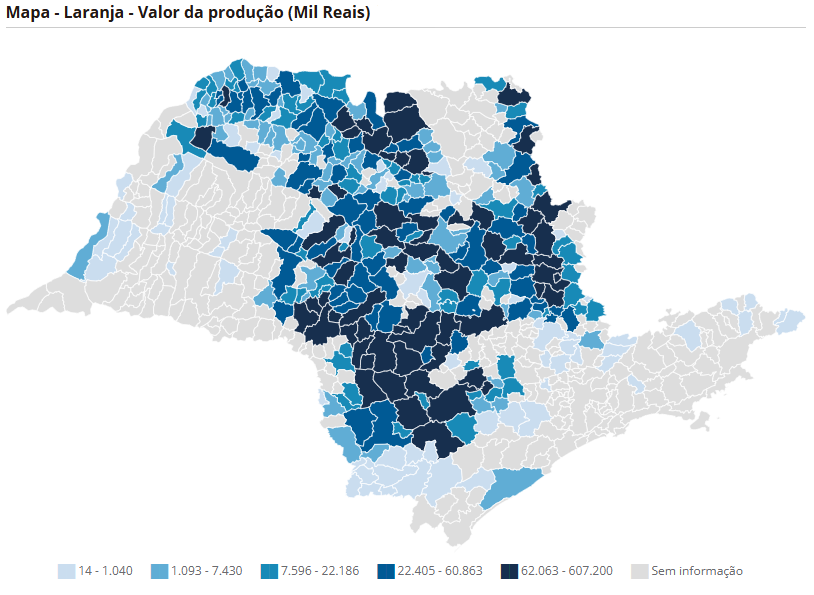 Mapa - Laranja - Valor da produção (Mil Reais)
14 - 1.040 1.093 - 7.430 7.596 - 22.186 22.405 - 60.863 62.063 - 607.200 Sem informação